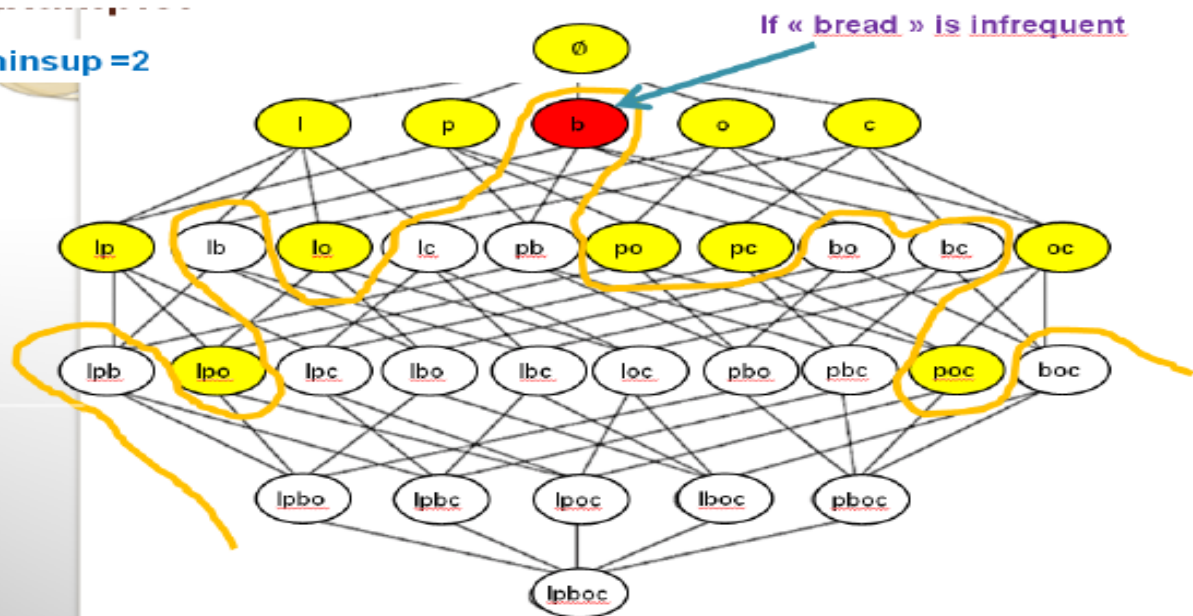 If « bread » is infrequent
insup =2
Ø
l p b o c
lp lb lo lc pb po pc bo bc oc
lpb lpo lpc lbo lbc loc pbo pbc poc boc
lpbo lpbc lpoc lboc pboc
lpboc